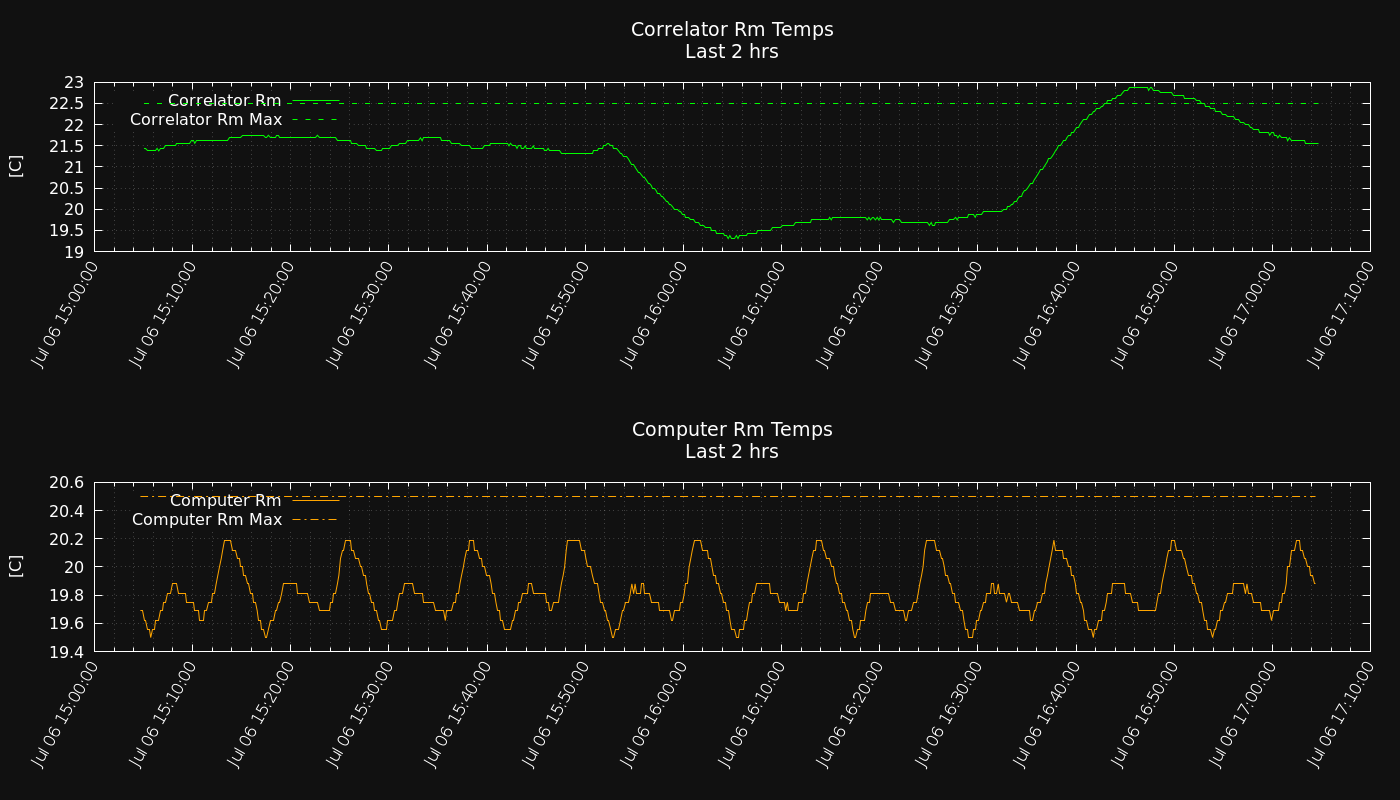 Correlator Rm Temps
Last 2 hrs
23
22.5
22
21.5
21
20.5
20
19.5
19
[C]
Correlator Rm
Correlator Rm Max
Jul 06 15:00:00
Jul 06 15:10:00
Jul 06 15:20:00
Jul 06 15:30:00
Jul 06 15:40:00
Jul 06 15:50:00
Jul 06 16:00:00
Jul 06 16:10:00
Jul 06 16:20:00
Jul 06 16:30:00
Jul 06 16:40:00
Jul 06 16:50:00
Jul 06 17:00:00
Jul 06 17:10:00
Computer Rm Temps
Last 2 hrs
20.6
20.4
20.2
20
19.8
19.6
19.4
[C]
Computer Rm
Computer Rm Max
Jul 06 15:00:00
Jul 06 15:10:00
Jul 06 15:20:00
Jul 06 15:30:00
Jul 06 15:40:00
Jul 06 15:50:00
Jul 06 16:00:00
Jul 06 16:10:00
Jul 06 16:20:00
Jul 06 16:30:00
Jul 06 16:40:00
Jul 06 16:50:00
Jul 06 17:00:00
Jul 06 17:10:00